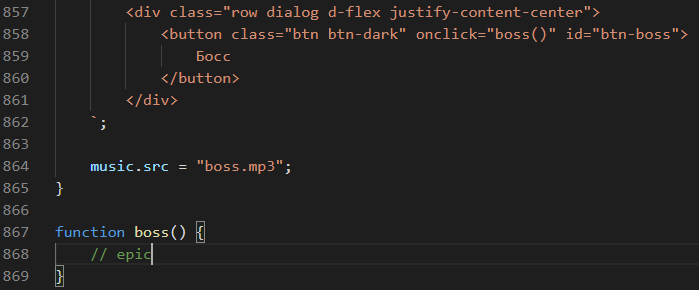 857 <div class="row dialog d-flex justify-content-center">
858 <button class="btn btn-dark" onclick="boss()" id="btn-boss">
859 Босс
860 </button>
861 </div>
862 `;
863
864 music.src = "boss.mp3";
865 }
866
867 function boss() {
868 // epic
869 }